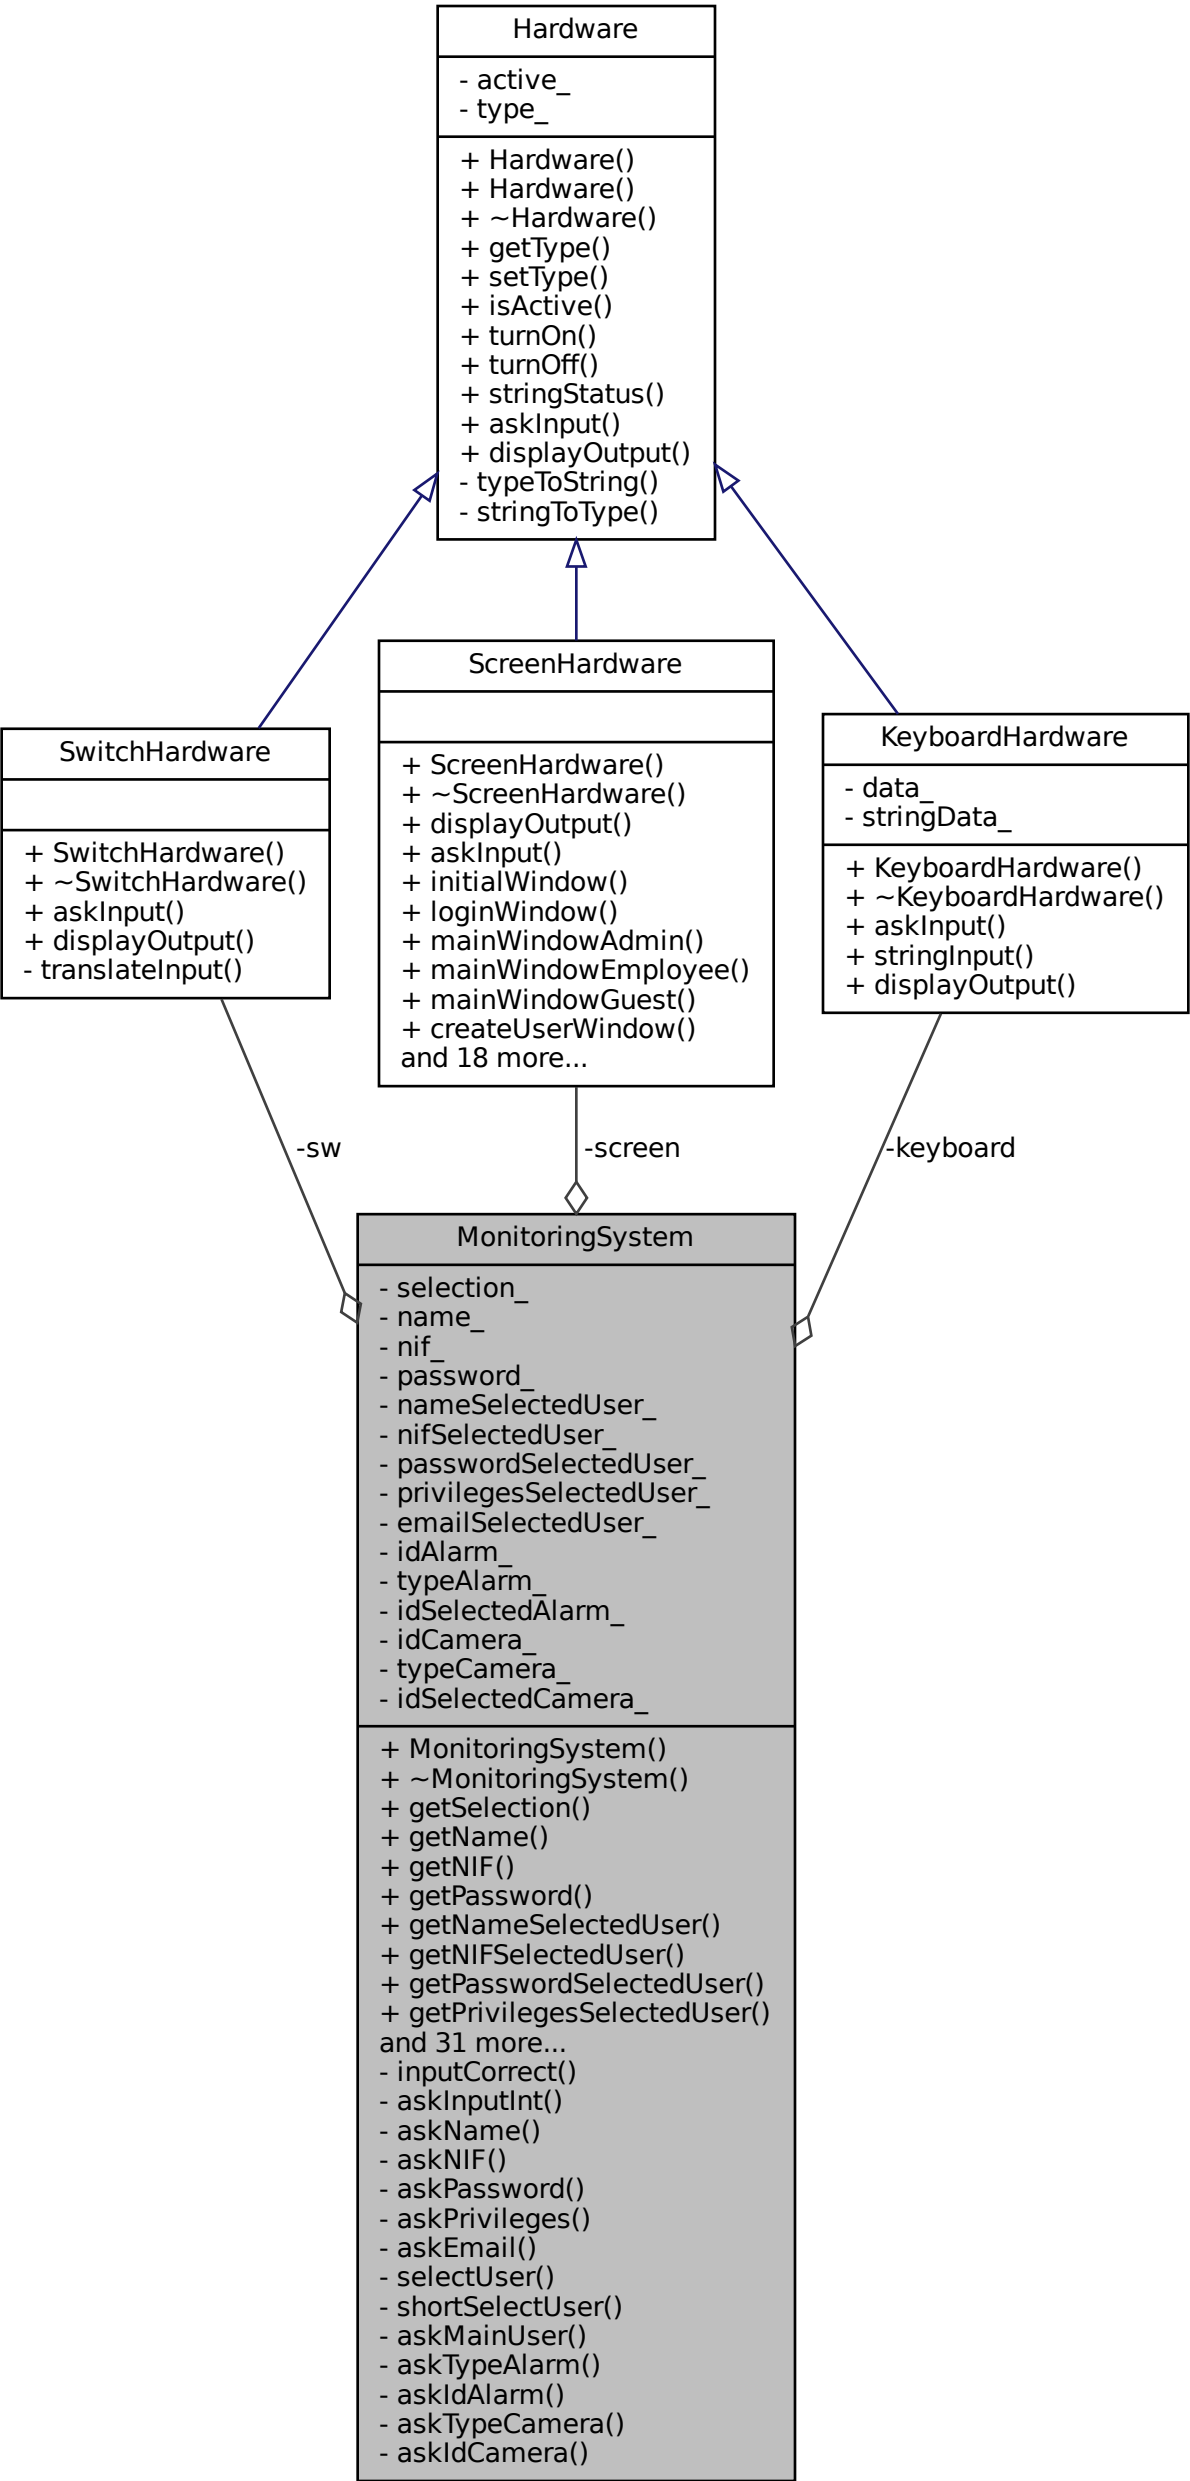 Hardware
- active_
- type_
+ Hardware()
+ Hardware()
+ ~Hardware()
+ getType()
+ setType()
+ isActive()
+ turnOn()
+ turnOff()
+ stringStatus()
+ askInput()
+ displayOutput()
- typeToString()
- stringToType()
SwitchHardware
+ SwitchHardware()
+ ~SwitchHardware()
+ askInput()
+ displayOutput()
- translateInput()
ScreenHardware
+ ScreenHardware()
+ ~ScreenHardware()
+ displayOutput()
+ askInput()
+ initialWindow()
+ loginWindow()
+ mainWindowAdmin()
+ mainWindowEmployee()
+ mainWindowGuest()
+ createUserWindow()
and 18 more...
KeyboardHardware
- data_
- stringData_
+ KeyboardHardware()
+ ~KeyboardHardware()
+ askInput()
+ stringInput()
+ displayOutput()
-sw
-screen
-keyboard
MonitoringSystem
- selection_
- name_
- nif_
- password_
- nameSelectedUser_
- nifSelectedUser_
- passwordSelectedUser_
- privilegesSelectedUser_
- emailSelectedUser_
- idAlarm_
- typeAlarm_
- idSelectedAlarm_
- idCamera_
- typeCamera_
- idSelectedCamera_
+ MonitoringSystem()
+ ~MonitoringSystem()
+ getSelection()
+ getName()
+ getNIF()
+ getPassword()
+ getNameSelectedUser()
+ getNIFSelectedUser()
+ getPasswordSelectedUser()
+ getPrivilegesSelectedUser()
and 31 more...
- inputCorrect()
- askInputInt()
- askName()
- askNIF()
- askPassword()
- askPrivileges()
- askEmail()
- selectUser()
- shortSelectUser()
- askMainUser()
- askTypeAlarm()
- askIdAlarm()
- askTypeCamera()
- askIdCamera()